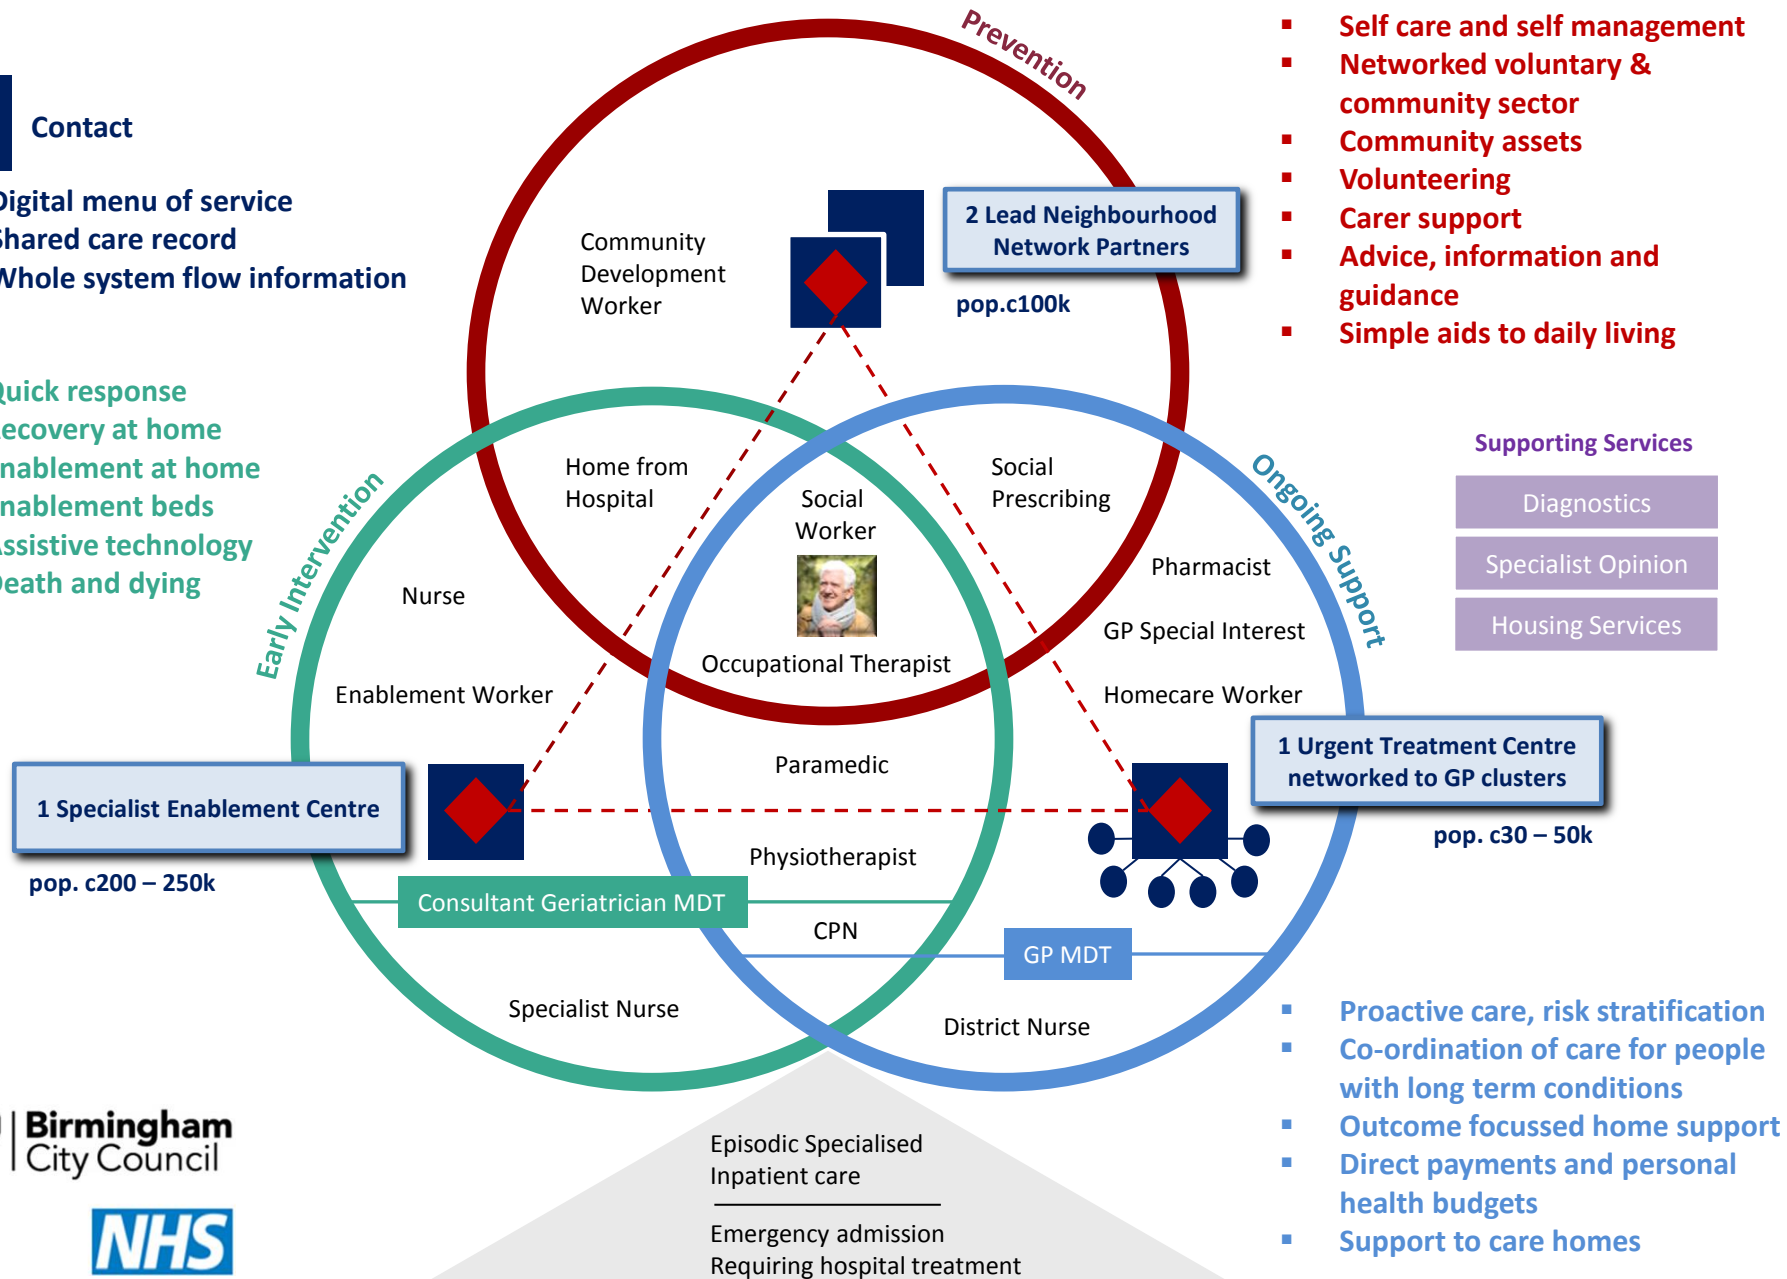 Prevention
Contact
Digital menu of service
Shared care record
Whole system flow information
Quick response
ecovery at home
nablement at home
nablement beds
Assistive technology
Death and dying
▪ Self care and self management
▪ Networked voluntary &
community sector
▪ Community assets
▪ Volunteering
▪ Carer support
▪ Advice, information and
guidance
▪ Simple aids to daily living
Community
Development
Worker
2 Lead Neighbourhood
Network Partners
pop.c100k
Supporting Services
Diagnostics
Specialist Opinion
Housing Services
Early Intervention
Ongoing Support
Home from
Hospital
Social
Worker
Social
Prescribing
Nurse
Pharmacist
GP Special Interest
Occupational Therapist
Enablement Worker
Homecare Worker
Paramedic
1 Specialist Enablement Centre
pop. c200 – 250k
1 Urgent Treatment Centre
networked to GP clusters
pop. c30 – 50k
Physiotherapist
Consultant Geriatrician MDT
CPN
GP MDT
Specialist Nurse
District Nurse
▪ Proactive care, risk stratification
▪ Co-ordination of care for people
with long term conditions
▪ Outcome focussed home support
▪ Direct payments and personal
health budgets
▪ Support to care homes
Episodic Specialised
Inpatient care
Emergency admission
Requiring hospital treatment
Birmingham
City Council
NHS